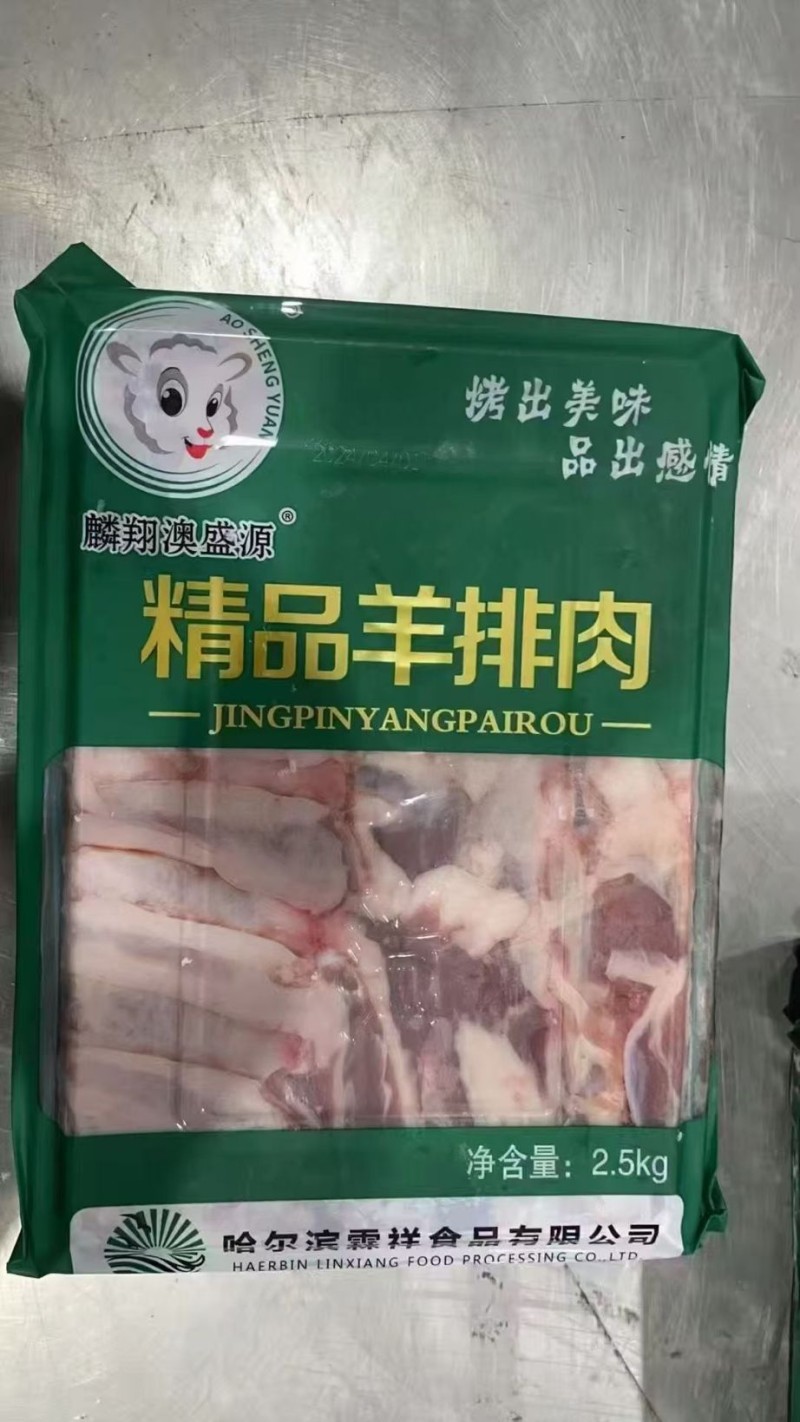 AO SHENG YUAN
烤出美味
品出感情
麟翔澳盛源®
精品羊排肉
JINGPINYANGPAIROU
净含量：2.5kg
哈尔滨霖祥食品有限公司
HAERBIN LINXIANG FOOD PROCESSING CO.,LTD